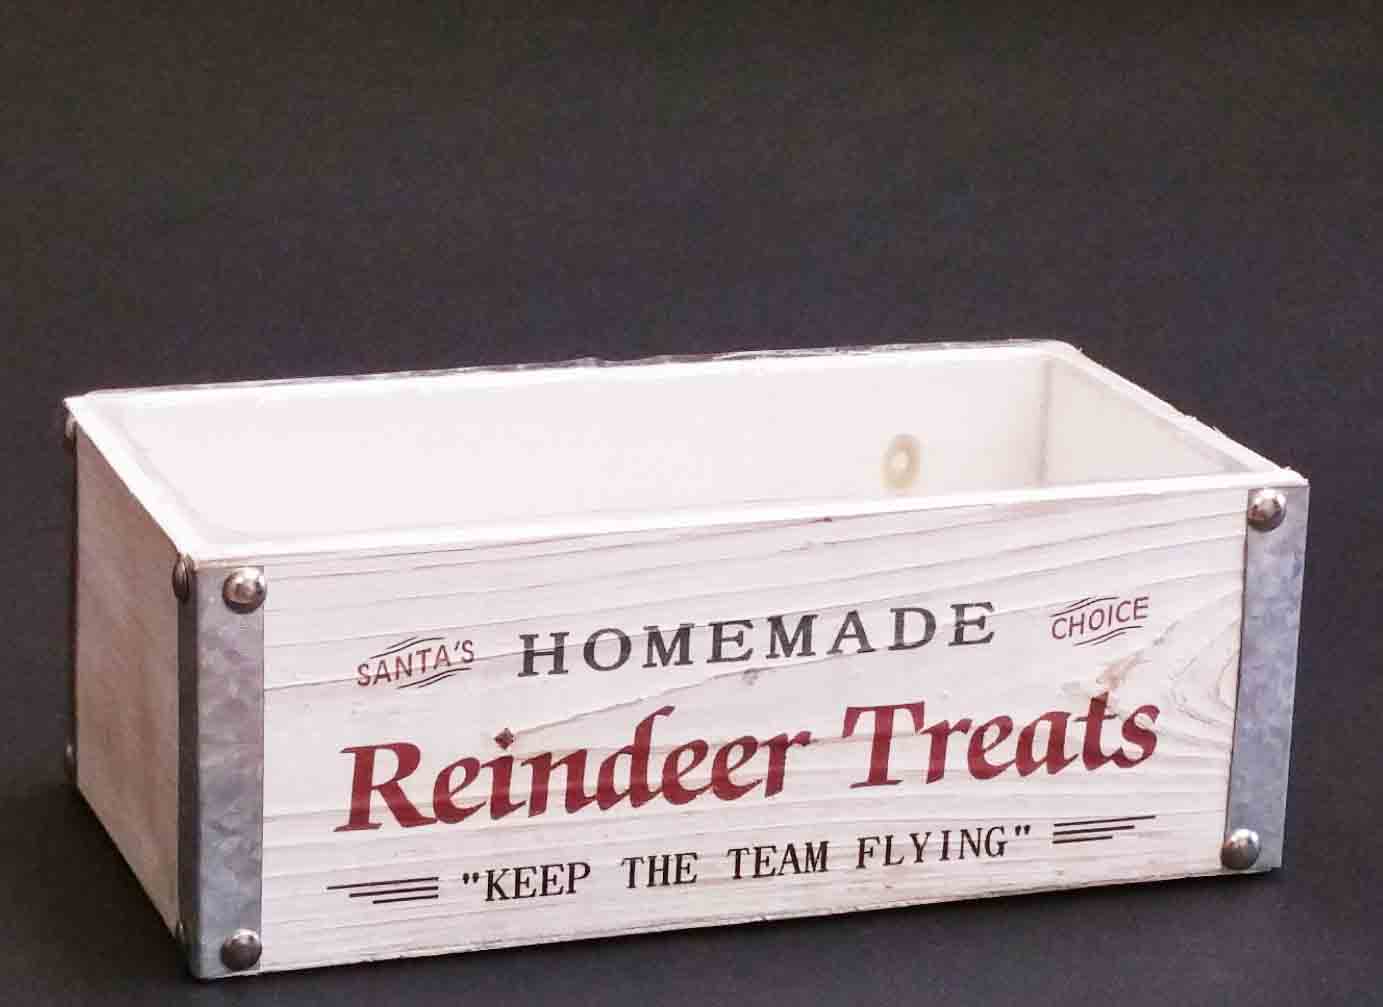 SANTA'S HOMEMADE CHOICE
Reindeer Treats
"KEEP THE TEAM FLYING"